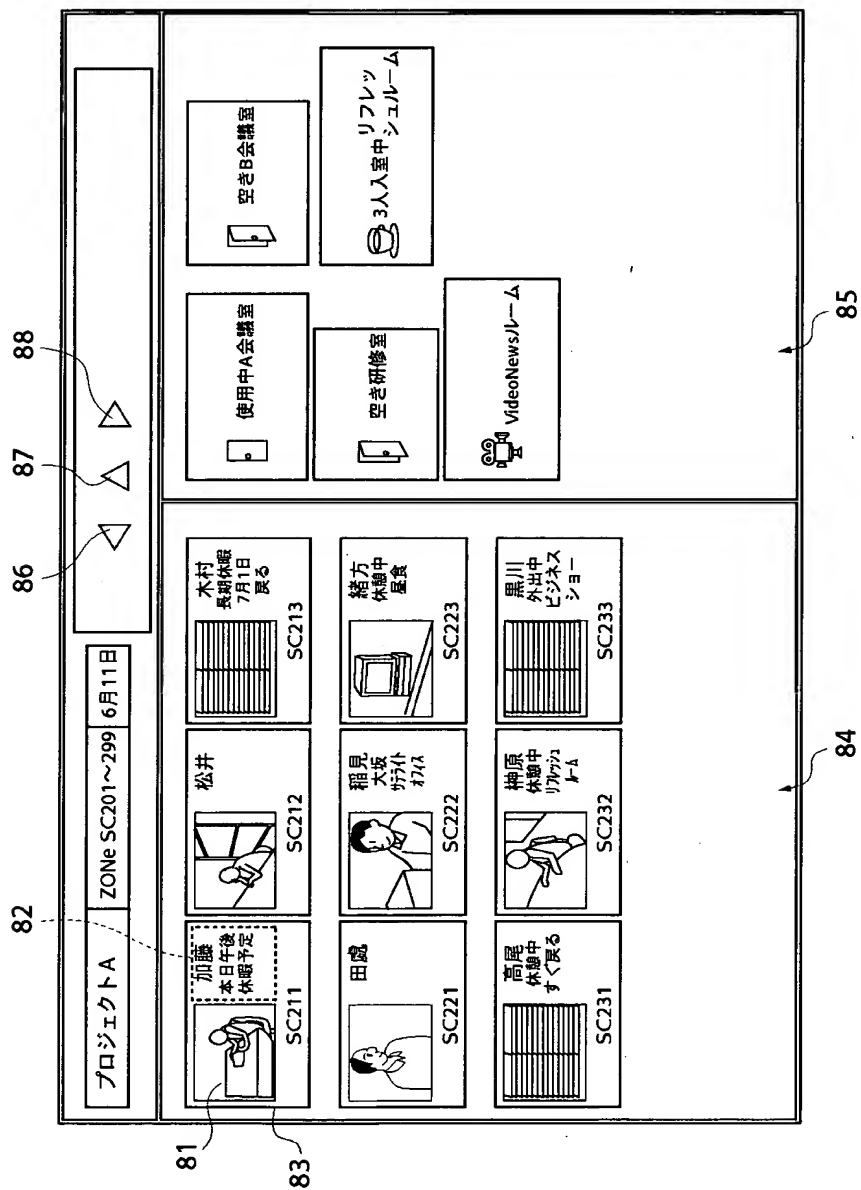 82
86
87
88
プロジェクトA
ZONe SC201～299
6月11日
81
83
加藤
本日午後
休暇予定
SC211
松井
SC212
木村
長期休暇
7月1日
戻る
SC213
田處
SC221
稲見
大坂
サテライト
オフィス
SC222
緒方
休憩中
昼食
SC223
高尾
休憩中
すぐ戻る
SC231
榊原
休憩中
リフレッシュ
ルーム
SC232
黒川
外出中
ビジネス
ショー
SC233
使用中A会議室
空きB会議室
空き研修室
3人入室中
リフレッ
シュルーム
VideoNewsルーム
84
85